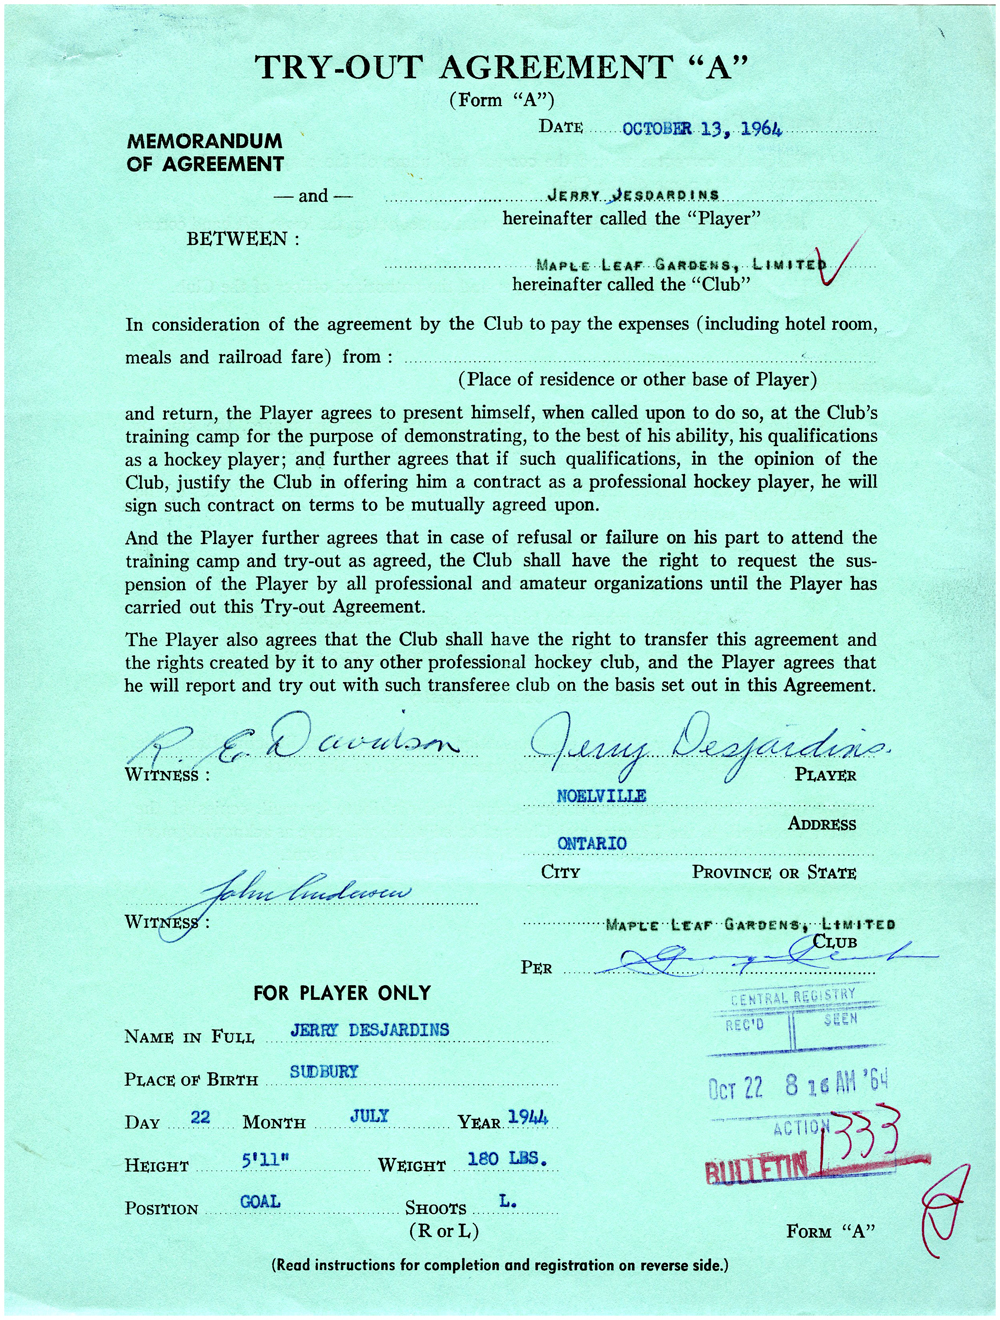 TRY-OUT AGREEMENT “A”
(Form “A”)
DATE OCTOBER 13, 1964
MEMORANDUM
OF AGREEMENT
— and — JERRY JESDARDINS
hereinafter called the “Player”
BETWEEN :
MAPLE LEAF GARDENS, LIMITED
hereinafter called the “Club”
In consideration of the agreement by the Club to pay the expenses (including hotel room,
meals and railroad fare) from :
(Place of residence or other base of Player)
and return, the Player agrees to present himself, when called upon to do so, at the Club’s
training camp for the purpose of demonstrating, to the best of his ability, his qualifications
as a hockey player; and further agrees that if such qualifications, in the opinion of the
Club, justify the Club in offering him a contract as a professional hockey player, he will
sign such contract on terms to be mutually agreed upon.
And the Player further agrees that in case of refusal or failure on his part to attend the
training camp and try-out as agreed, the Club shall have the right to request the sus-
pension of the Player by all professional and amateur organizations until the Player has
carried out this Try-out Agreement.
The Player also agrees that the Club shall have the right to transfer this agreement and
the rights created by it to any other professional hockey club, and the Player agrees that
he will report and try out with such transferee club on the basis set out in this Agreement.
R. E. Davidson Jerry Desjardins.
WITNESS : PLAYER
NOELVILLE
ADDRESS
ONTARIO
CITY PROVINCE OR STATE
John Anderson
WITNESS : MAPLE LEAF GARDENS, LIMITED
CLUB
PER
FOR PLAYER ONLY
CENTRAL REGISTRY
REC'D SEEN
NAME IN FULL JERRY DESJARDINS
PLACE OF BIRTH SUDBURY
OCT 22 8 16 AM '64
DAY 22 MONTH JULY YEAR 1944
ACTION
BULLETIN 1333
HEIGHT 5'11" WEIGHT 180 LBS.
POSITION GOAL SHOOTS L.
(R or L) FORM “A”
(Read instructions for completion and registration on reverse side.)